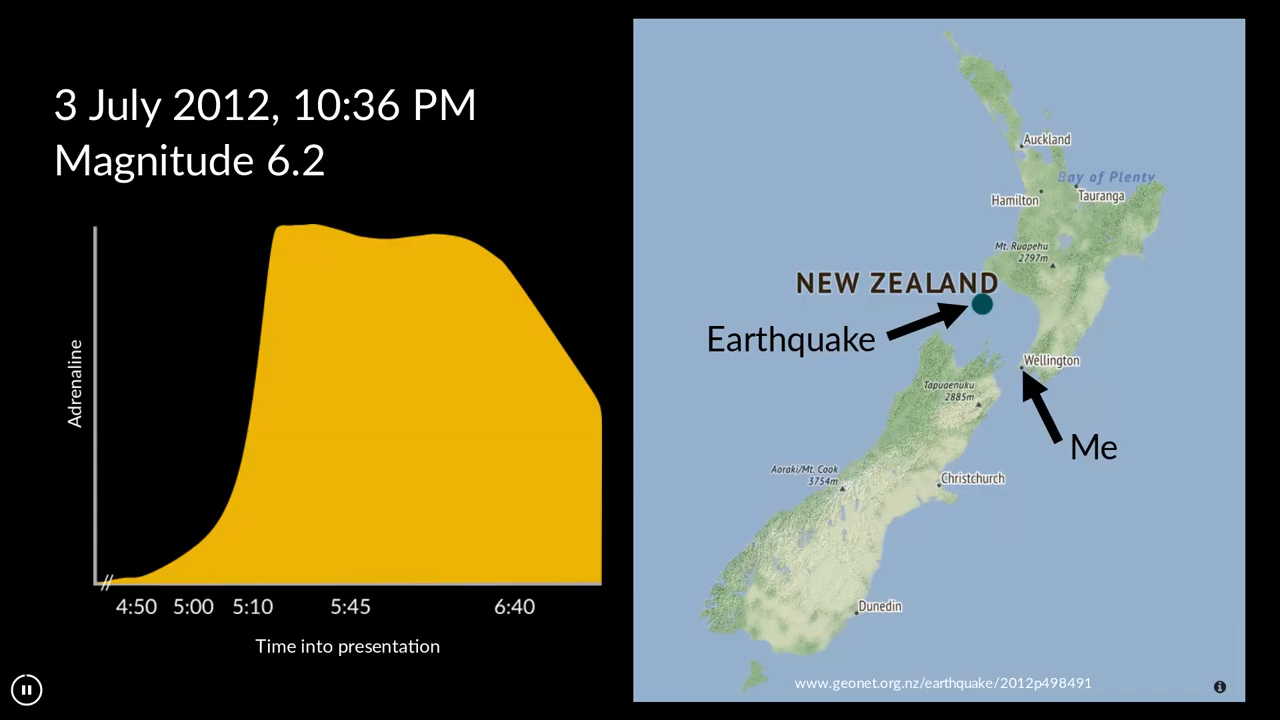 3 July 2012, 10:36 PM
Magnitude 6.2
Adrenaline
4:50 5:00 5:10 5:45 6:40
Time into presentation
Auckland
Bay of Plenty
Hamilton
Tauranga
Mt. Ruapehu
2797m
NEW ZEALAND
Earthquake
Wellington
Tapuaenuku
2885m
Me
Aoraki/Mt. Cook
3754m
Christchurch
Dunedin
www.geonet.org.nz/earthquake/2012p498491